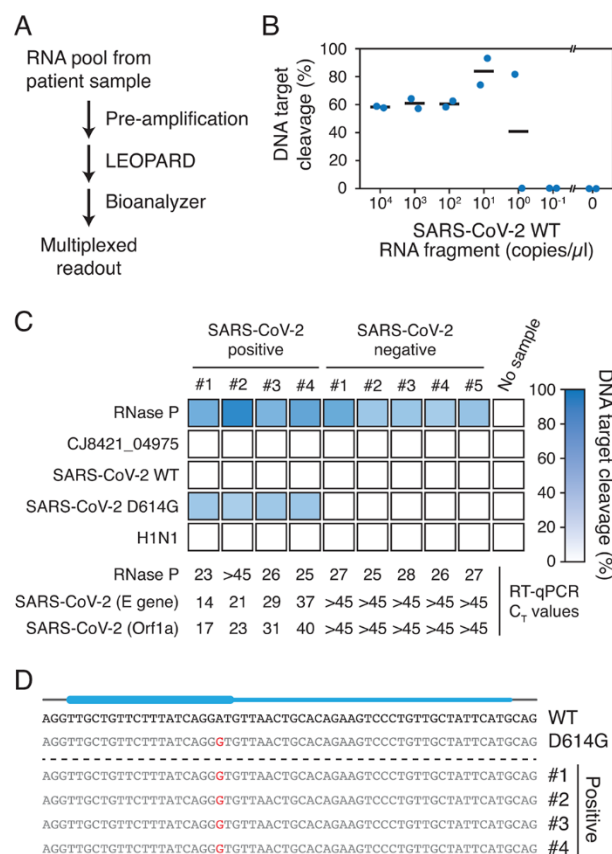 A
RNA pool from
patient sample
Pre-amplification
LEOPARD
Bioanalyzer
Multiplexed
readout
B
DNA target
cleavage (%)
100
80
60
40
20
0
10⁴ 10³ 10² 10¹ 10⁰ 10⁻¹ 0
SARS-CoV-2 WT
RNA fragment (copies/µl)
C
SARS-CoV-2
positive
SARS-CoV-2
negative
No sample
#1 #2 #3 #4 #1 #2 #3 #4 #5
RNase P
CJ8421_04975
SARS-CoV-2 WT
SARS-CoV-2 D614G
H1N1
100
80
60
40
20
0
DNA target cleavage (%)
RNase P 23 >45 26 25 27 25 28 26 27
SARS-CoV-2 (E gene) 14 21 29 37 >45 >45 >45 >45 >45
SARS-CoV-2 (Orf1a) 17 23 31 40 >45 >45 >45 >45 >45
RT-qPCR
C_T values
D
AGGTTGCTGTTCTTTATCAGGATGTTAACTGCACAGAAGTCCCTGTTGCTATTCATGCAG WT
AGGTTGCTGTTCTTTATCAGGGTGTTAACTGCACAGAAGTCCCTGTTGCTATTCATGCAG D614G
AGGTTGCTGTTCTTTATCAGGGTGTTAACTGCACAGAAGTCCCTGTTGCTATTCATGCAG #1
AGGTTGCTGTTCTTTATCAGGGTGTTAACTGCACAGAAGTCCCTGTTGCTATTCATGCAG #2
AGGTTGCTGTTCTTTATCAGGGTGTTAACTGCACAGAAGTCCCTGTTGCTATTCATGCAG #3
AGGTTGCTGTTCTTTATCAGGGTGTTAACTGCACAGAAGTCCCTGTTGCTATTCATGCAG #4
Positive